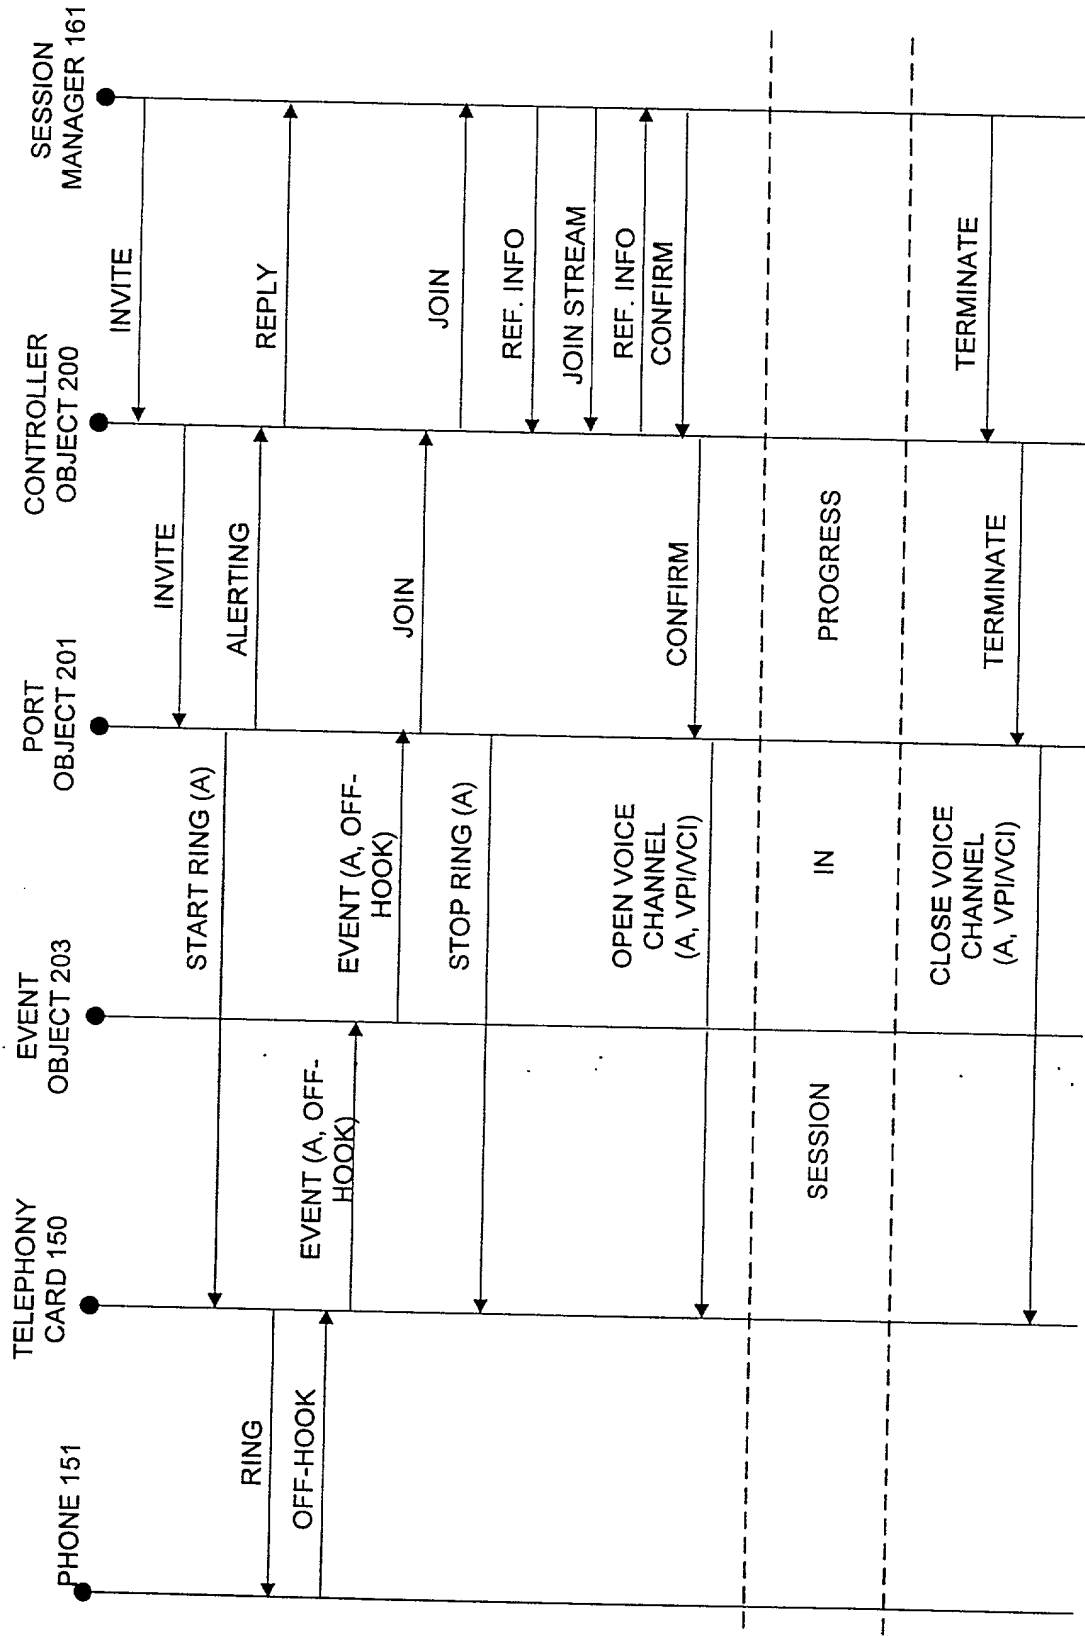 PHONE 151
TELEPHONY
CARD 150
EVENT
OBJECT 203
PORT
OBJECT 201
CONTROLLER
OBJECT 200
SESSION
MANAGER 161
INVITE
INVITE
START RING (A)
ALERTING
RING
REPLY
OFF-HOOK
EVENT (A, OFF-
HOOK)
EVENT (A, OFF-
HOOK)
JOIN
JOIN
STOP RING (A)
REF. INFO
JOIN STREAM
REF. INFO
CONFIRM
CONFIRM
OPEN VOICE
CHANNEL
(A, VPI/VCI)
SESSION
IN
PROGRESS
TERMINATE
TERMINATE
CLOSE VOICE
CHANNEL
(A, VPI/VCI)